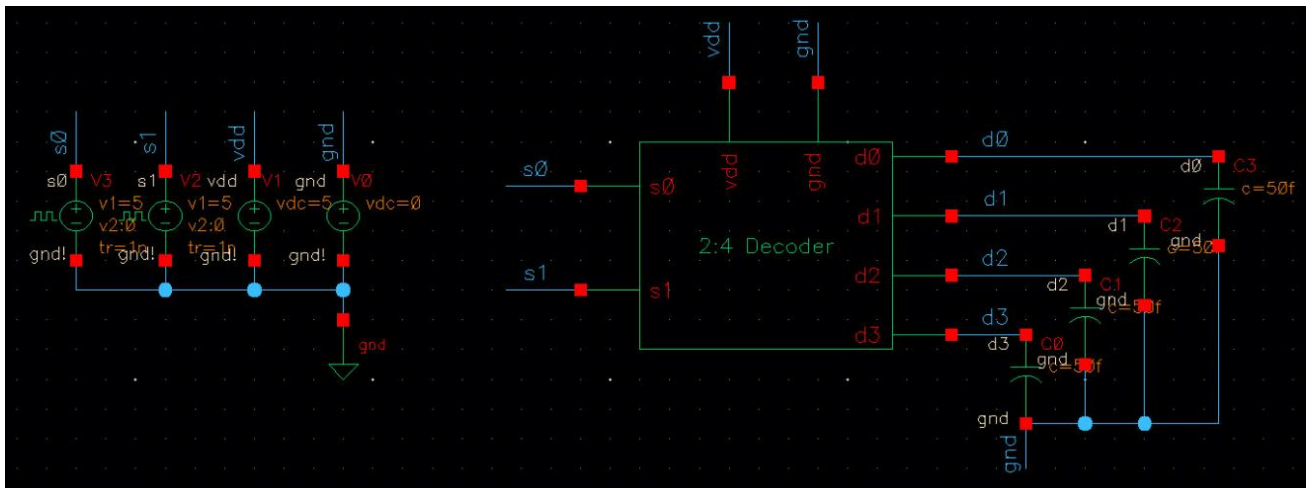 s0
s1
vdd
gnd
s0 V3
s1 V2
vdd V1
gnd V0
v1=5
v1=5
vdc=5
vdc=0
v2:0
v2:0
tr=1n
tr=1n
gnd!
gnd!
gnd!
gnd!
gnd
vdd
gnd
vdd
gnd
s0
s0
s1
s1
2:4 Decoder
d0
d0
d0
C3
c=50f
gnd
d1
d1
d1
C2
gnd
d2
d2
d2
C1
c=50f
gnd
d3
d3
d3
C0
c=50f
gnd
gnd